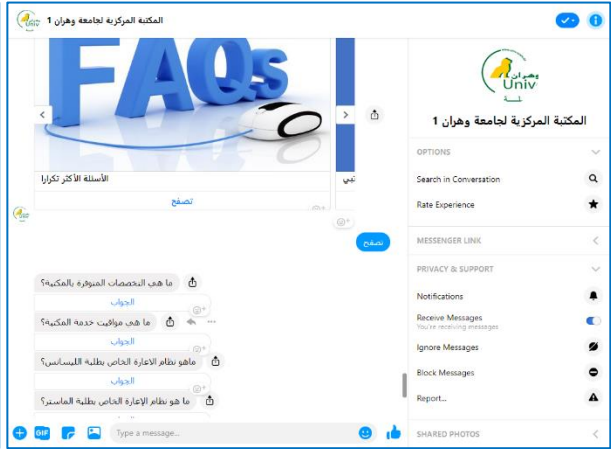 المكتبة المركزية لجامعة وهران 1
FAQs
الأسئلة الأكثر تكرارا
تصفح
تصفح
ما هي التخصصات المتوفرة بالمكتبة؟
الجواب
ما هي مواقيت خدمة المكتبة؟
الجواب
ماهو نظام الاعارة الخاص بطلبة الليسانس؟
الجواب
ما هو نظام الإعارة الخاص بطلبة الماستر؟
GIF
Type a message...
وهران
Univ
المكتبة المركزية لجامعة وهران 1
OPTIONS
Search in Conversation
Rate Experience
MESSENGER LINK
PRIVACY & SUPPORT
Notifications
Receive Messages
You're receiving messages
Ignore Messages
Block Messages
Report...
SHARED PHOTOS